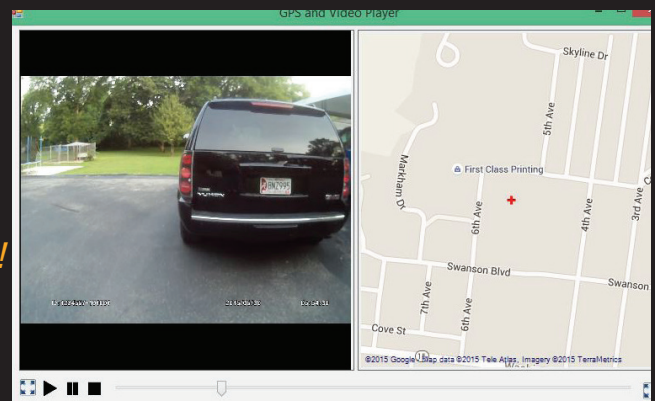 GPS and Video Player
!
YUKON
GMC
Skyline Dr
5th Ave
Markham Dr
First Class Printing
6th Ave
4th Ave
3rd Ave
Swanson Blvd
Swanson
7th Ave
6th Ave
Cove St
©2015 Google - Map data ©2015 Tele Atlas, Imagery ©2015 TerraMetrics